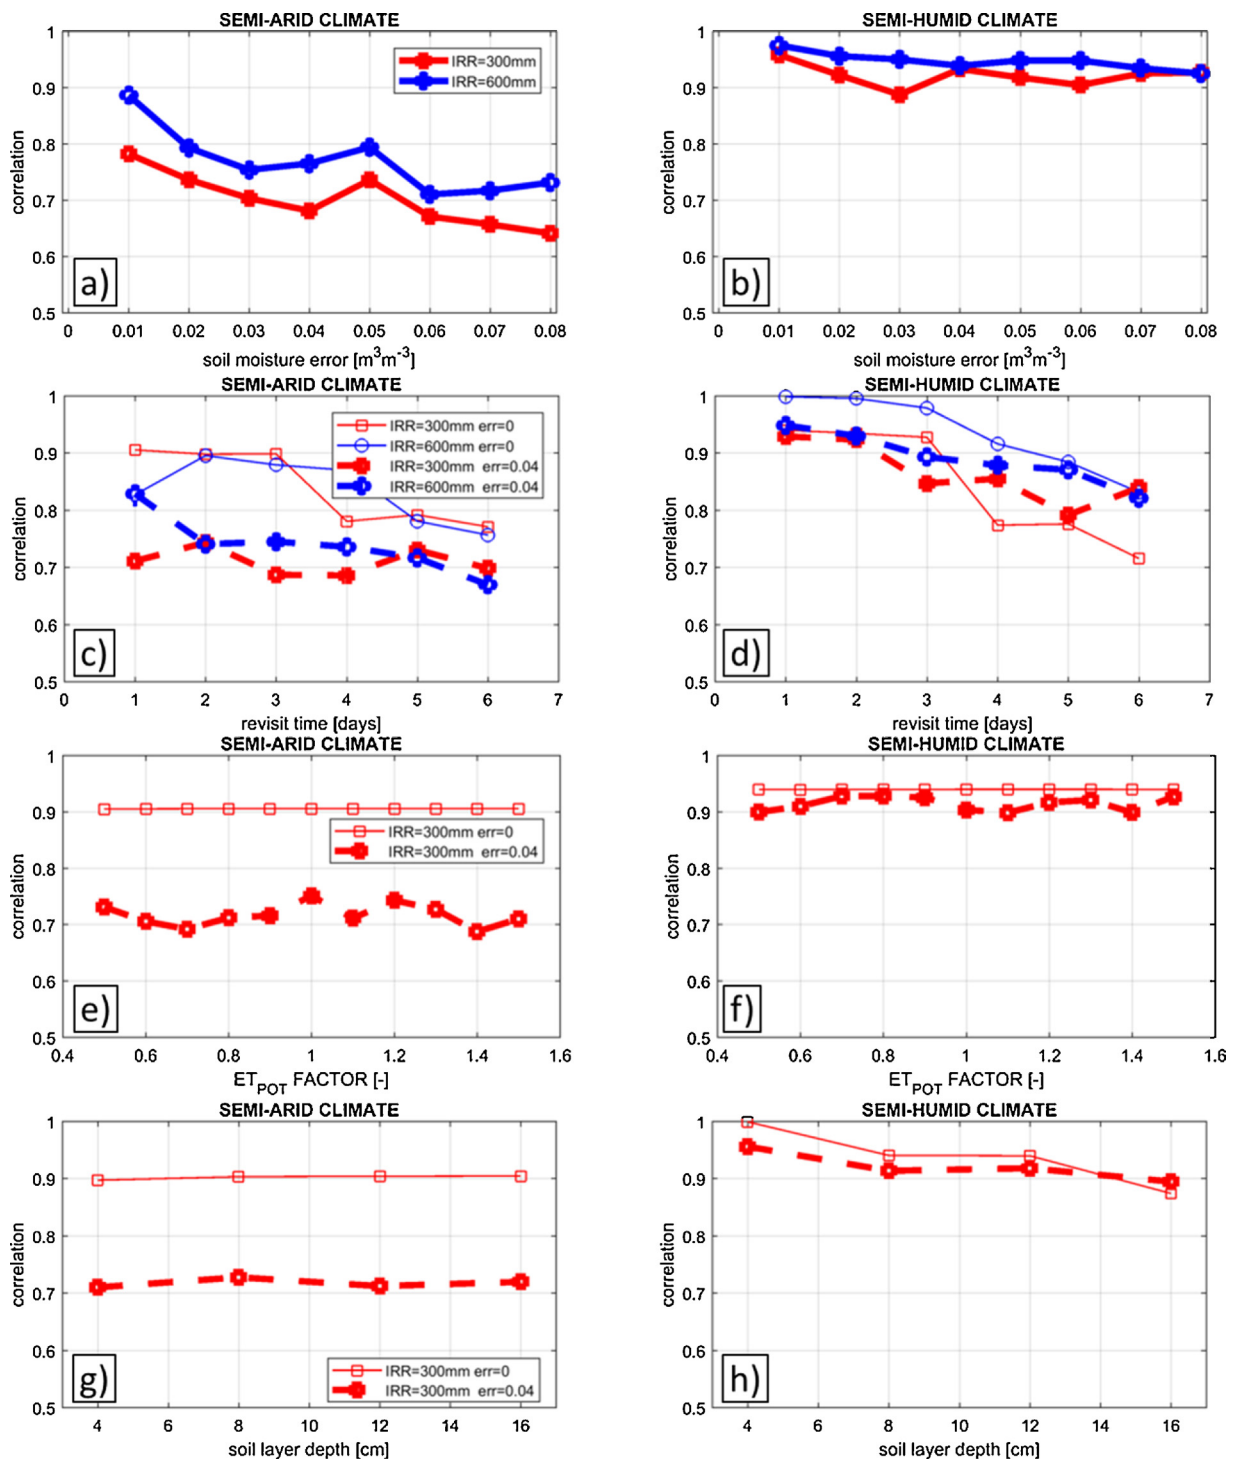 SEMI-ARID CLIMATE
1
0.9
0.8
0.7
0.6
0.5
correlation
IRR=300mm
IRR=600mm
a)
0 0.01 0.02 0.03 0.04 0.05 0.06 0.07 0.08
soil moisture error [m³m⁻³]
SEMI-HUMID CLIMATE
1
0.9
0.8
0.7
0.6
0.5
correlation
b)
0 0.01 0.02 0.03 0.04 0.05 0.06 0.07 0.08
soil moisture error [m³m⁻³]
SEMI-ARID CLIMATE
1
0.9
0.8
0.7
0.6
0.5
correlation
IRR=300mm err=0
IRR=600mm err=0
IRR=300mm err=0.04
IRR=600mm err=0.04
c)
0 1 2 3 4 5 6 7
revisit time [days]
SEMI-HUMID CLIMATE
1
0.9
0.8
0.7
0.6
0.5
correlation
d)
0 1 2 3 4 5 6 7
revisit time [days]
SEMI-ARID CLIMATE
1
0.9
0.8
0.7
0.6
0.5
correlation
IRR=300mm err=0
IRR=300mm err=0.04
e)
0.4 0.6 0.8 1 1.2 1.4 1.6
ET_POT FACTOR [-]
SEMI-HUMID CLIMATE
1
0.9
0.8
0.7
0.6
0.5
correlation
f)
0.4 0.6 0.8 1 1.2 1.4 1.6
ET_POT FACTOR [-]
SEMI-ARID CLIMATE
1
0.9
0.8
0.7
0.6
0.5
correlation
IRR=300mm err=0
IRR=300mm err=0.04
g)
4 6 8 10 12 14 16
soil layer depth [cm]
SEMI-HUMID CLIMATE
1
0.9
0.8
0.7
0.6
0.5
correlation
h)
4 6 8 10 12 14 16
soil layer depth [cm]